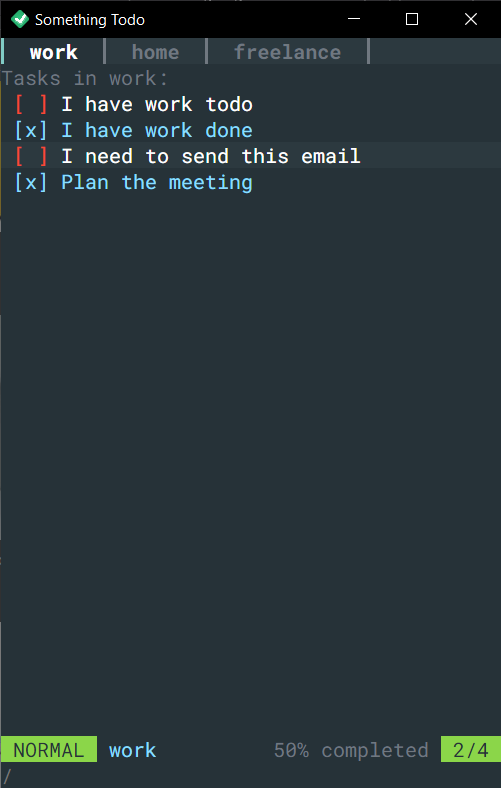 Something Todo
work home freelance
Tasks in work:
[ ] I have work todo
[x] I have work done
[ ] I need to send this email
[x] Plan the meeting
NORMAL work 50% completed 2/4
/